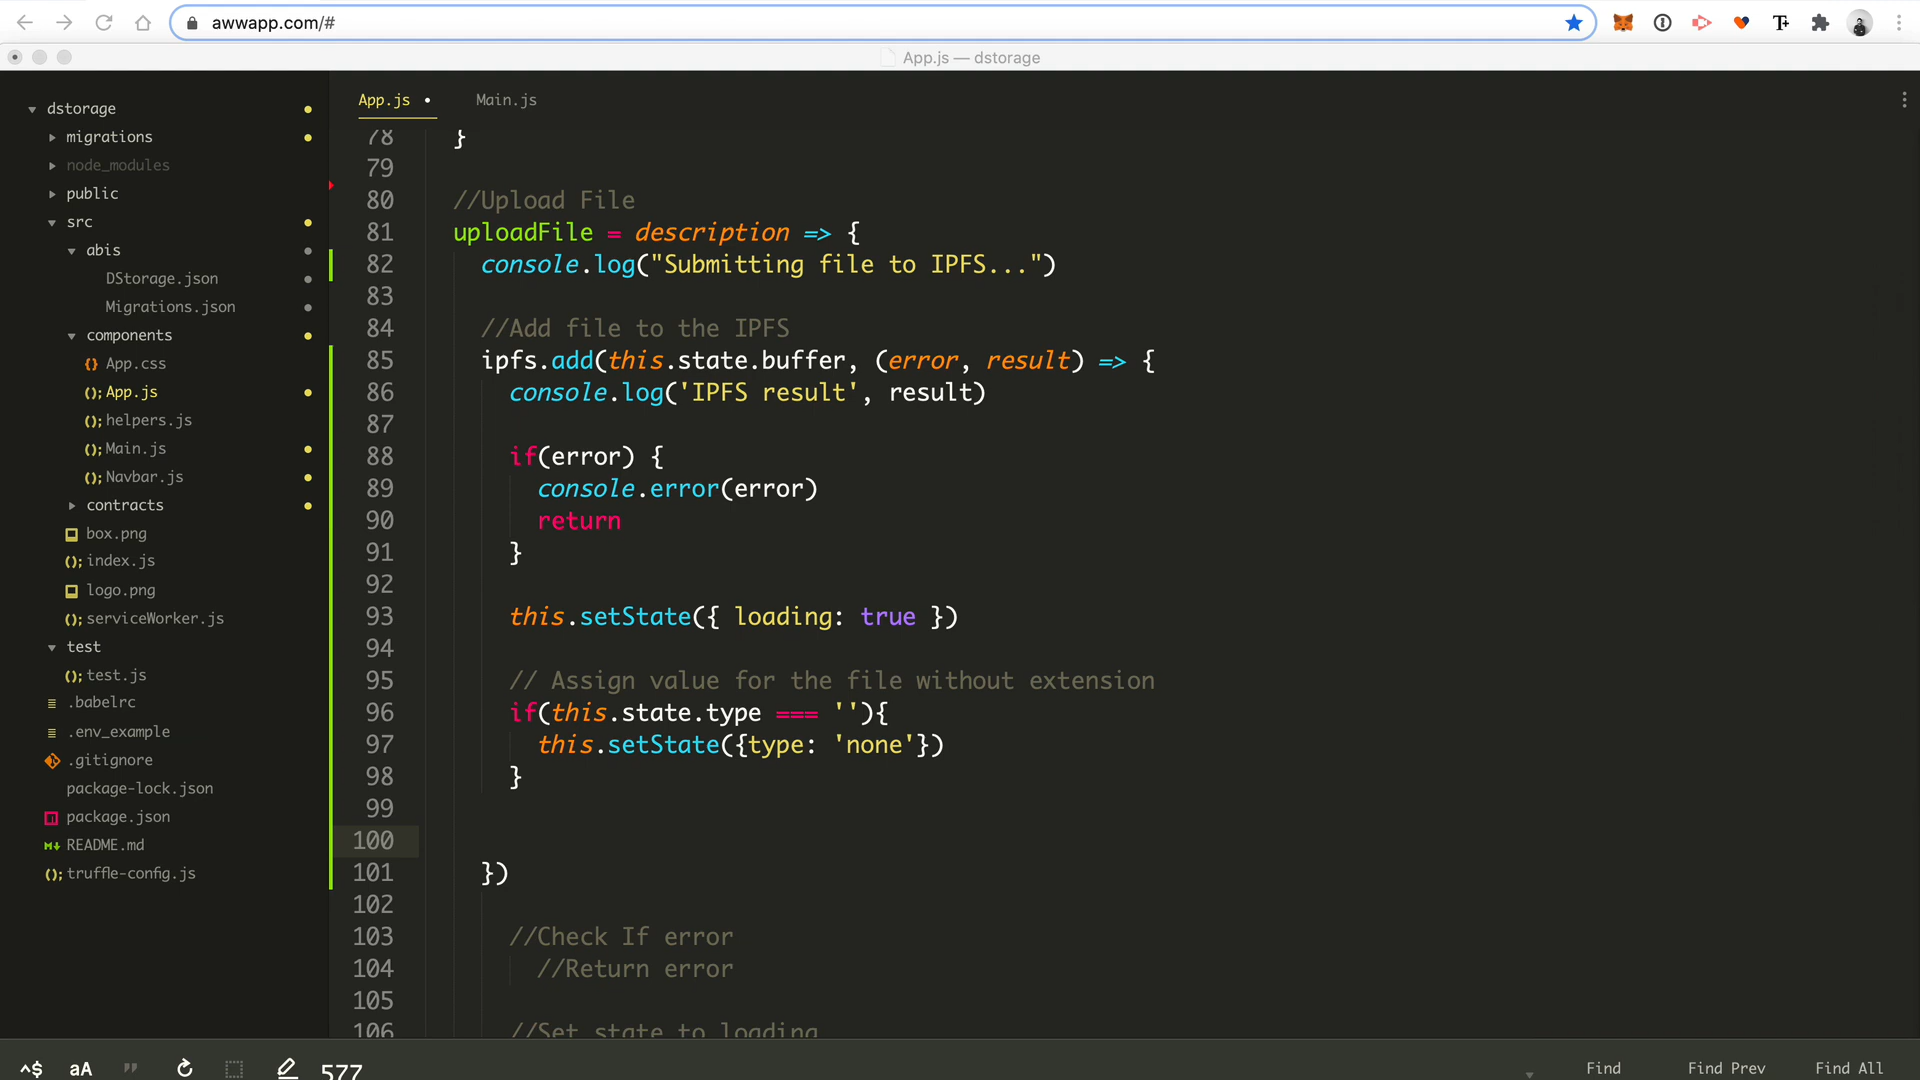 awwapp.com/#
App.js — dstorage
dstorage
migrations
node_modules
public
src
abis
DStorage.json
Migrations.json
components
App.css
App.js
helpers.js
Main.js
Navbar.js
contracts
box.png
index.js
logo.png
serviceWorker.js
test
test.js
.babelrc
.env_example
.gitignore
package-lock.json
package.json
README.md
truffle-config.js
App.js • Main.js
78 }
79
80 //Upload File
81 uploadFile = description => {
82 console.log("Submitting file to IPFS...")
83
84 //Add file to the IPFS
85 ipfs.add(this.state.buffer, (error, result) => {
86 console.log('IPFS result', result)
87
88 if(error) {
89 console.error(error)
90 return
91 }
92
93 this.setState({ loading: true })
94
95 // Assign value for the file without extension
96 if(this.state.type === ''){
97 this.setState({type: 'none'})
98 }
99
100
101 })
102
103 //Check If error
104 //Return error
105
106 //Set state to loading
^$ aA " 577 Find Find Prev Find All